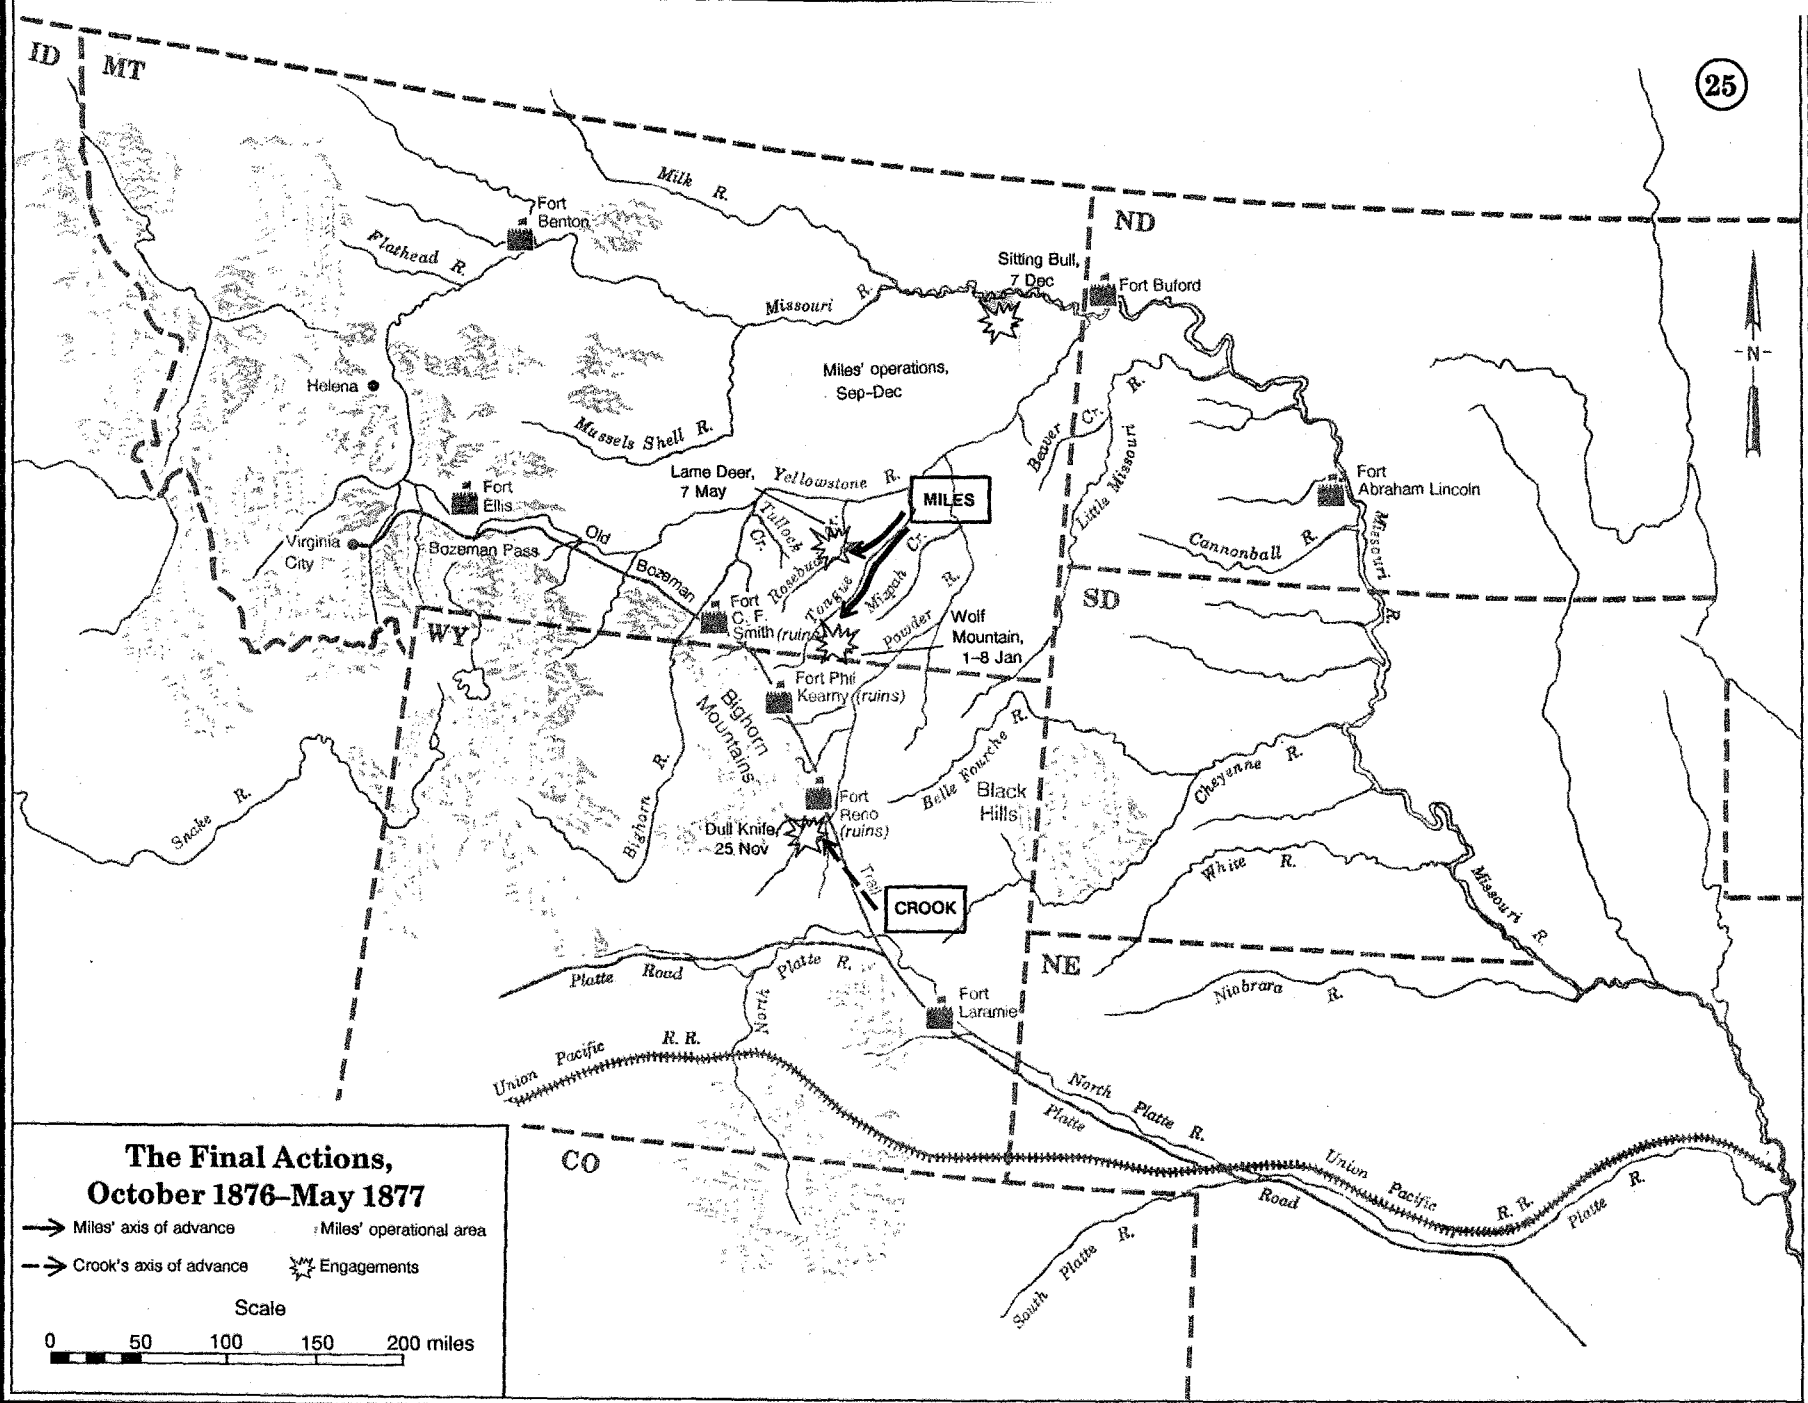 ID
MT
25
Milk R.
Fort
Benton
Flathead R.
ND
Sitting Bull,
7 Dec
Fort Buford
Missouri R.
N
Miles' operations,
Sep-Dec
Helena
Mussels Shell R.
Beaver Cr.
Little Missouri
R.
Lame Deer,
7 May
Yellowstone R.
MILES
Fort
Abraham Lincoln
Fort
Ellis
Virginia
City
Bozeman Pass
Old
Bozeman
Tullock
Cr.
Rosebud
Cr.
Tongue
Mizpah
Cr.
Powder
R.
Cannonball R.
Missouri
R.
Fort
C. F.
Smith (ruins)
Wolf
Mountain,
1-8 Jan
SD
WY
Fort Phil
Kearny (ruins)
Bighorn
Mountains
Bighorn R.
Belle Fourche R.
Black
Hills
Cheyenne R.
Snake R.
Fort
Reno
(ruins)
Dull Knife,
25 Nov
Trail
CROOK
White R.
Missouri R.
Platte Road
North
Platte R.
NE
Niobrara R.
Fort
Laramie
Union Pacific R. R.
North Platte R.
Platte
Road
CO
Union Pacific R. R.
Platte R.
South Platte R.
The Final Actions,
October 1876–May 1877
Miles' axis of advance
Miles' operational area
Crook's axis of advance
Engagements
Scale
0 50 100 150 200 miles